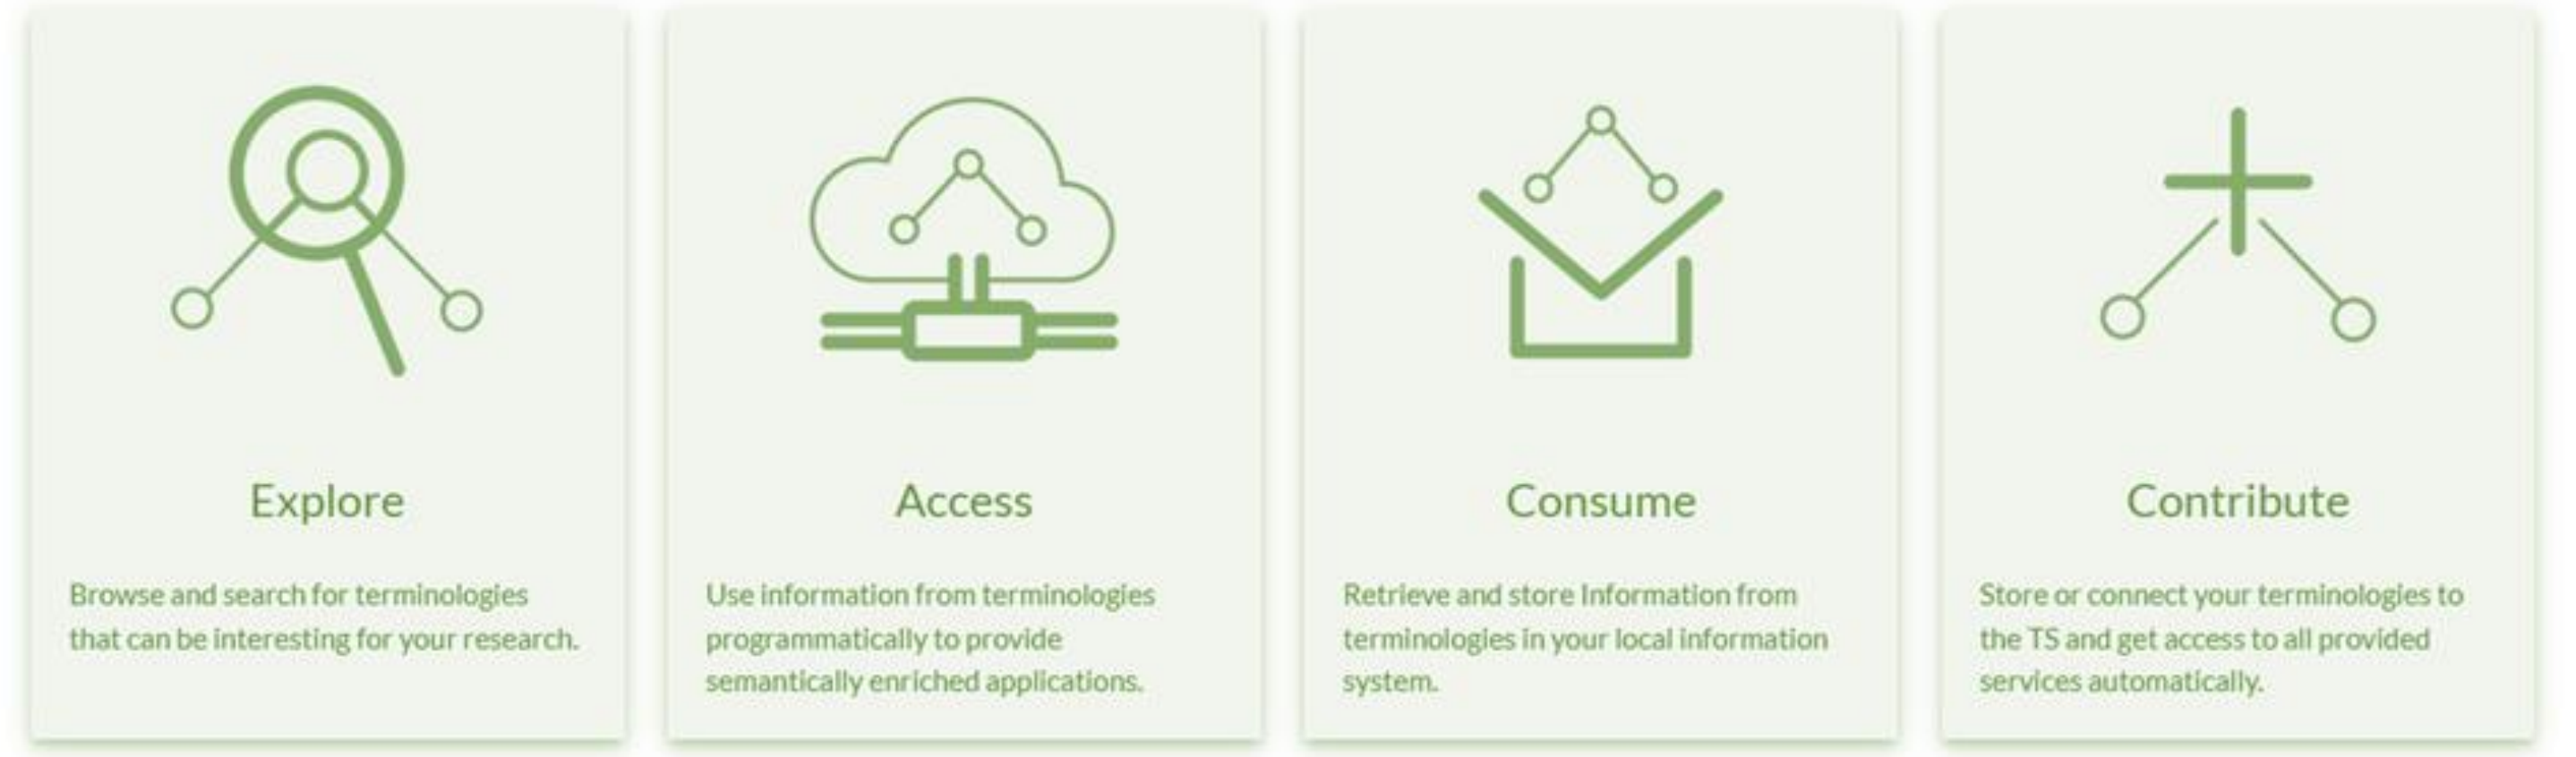 Explore
Browse and search for terminologies
that can be interesting for your research.
Access
Use information from terminologies
programmatically to provide
semantically enriched applications.
Consume
Retrieve and store Information from
terminologies in your local information
system.
Contribute
Store or connect your terminologies to
the TS and get access to all provided
services automatically.